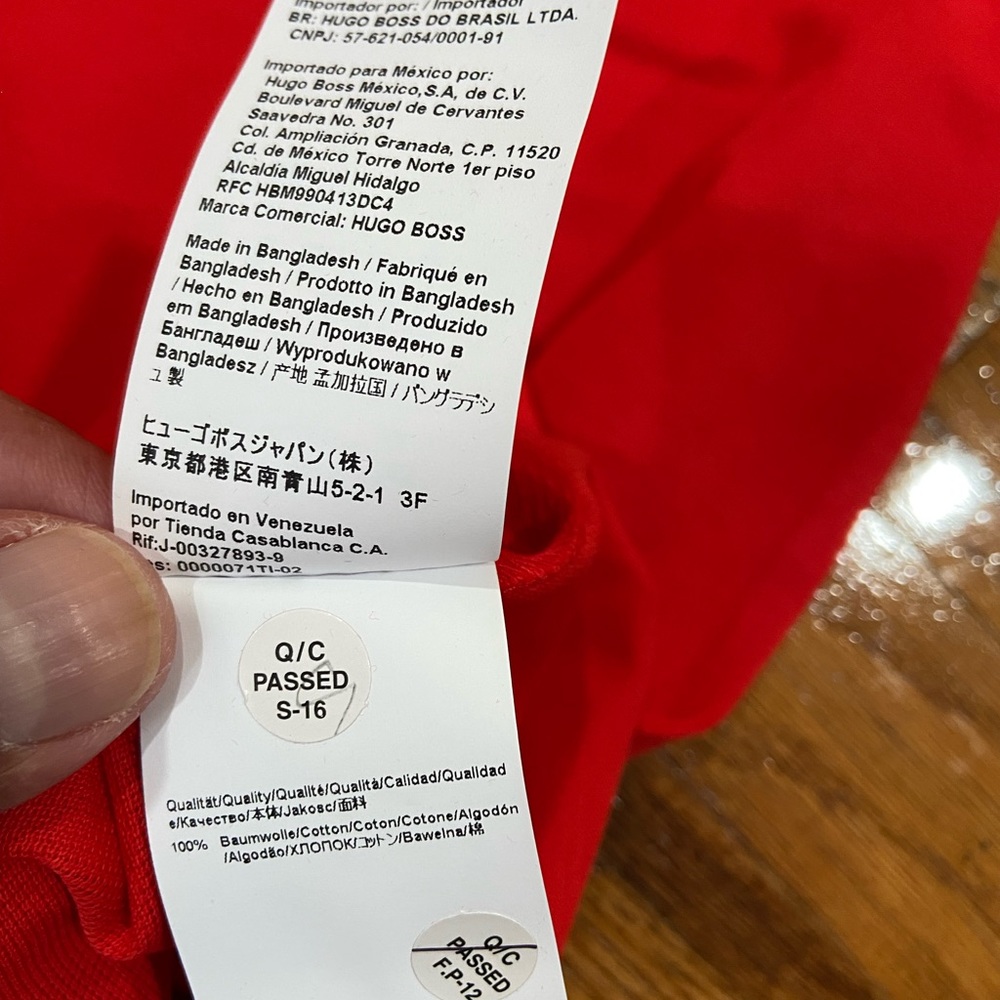 Importador por: / Importador
BR: HUGO BOSS DO BRASIL LTDA.
CNPJ: 57-621-054/0001-91
Importado para México por:
Hugo Boss México,S.A, de C.V.
Boulevard Miguel de Cervantes
Saavedra No. 301
Col. Ampliación Granada, C.P. 11520
Cd. de México Torre Norte 1er piso
Alcaldía Miguel Hidalgo
RFC HBM990413DC4
Marca Comercial: HUGO BOSS
Made in Bangladesh / Fabriqué en
Bangladesh / Prodotto in Bangladesh
/ Hecho en Bangladesh / Produzido
em Bangladesh / Произведено в
Бангладеш / Wyprodukowano w
Bangladesz / 产地 孟加拉国 / バングラデシ
ュ製
ヒューゴボスジャパン(株)
東京都港区南青山5-2-1 3F
Importado en Venezuela
por Tienda Casablanca C.A.
Rif:J-00327893-9
s: 0000071TI-02
Q/C
PASSED
S-16
Qualität/Quality/Qualité/Qualità/Calidad/Qualidad
e/Качество/本体/Jakosc/面料
100% Baumwolle/Cotton/Coton/Cotone/Algodón
/Algodão/ХЛОПОК/コットン/Bawelna/棉
Q/C
PASSED
F.P-12